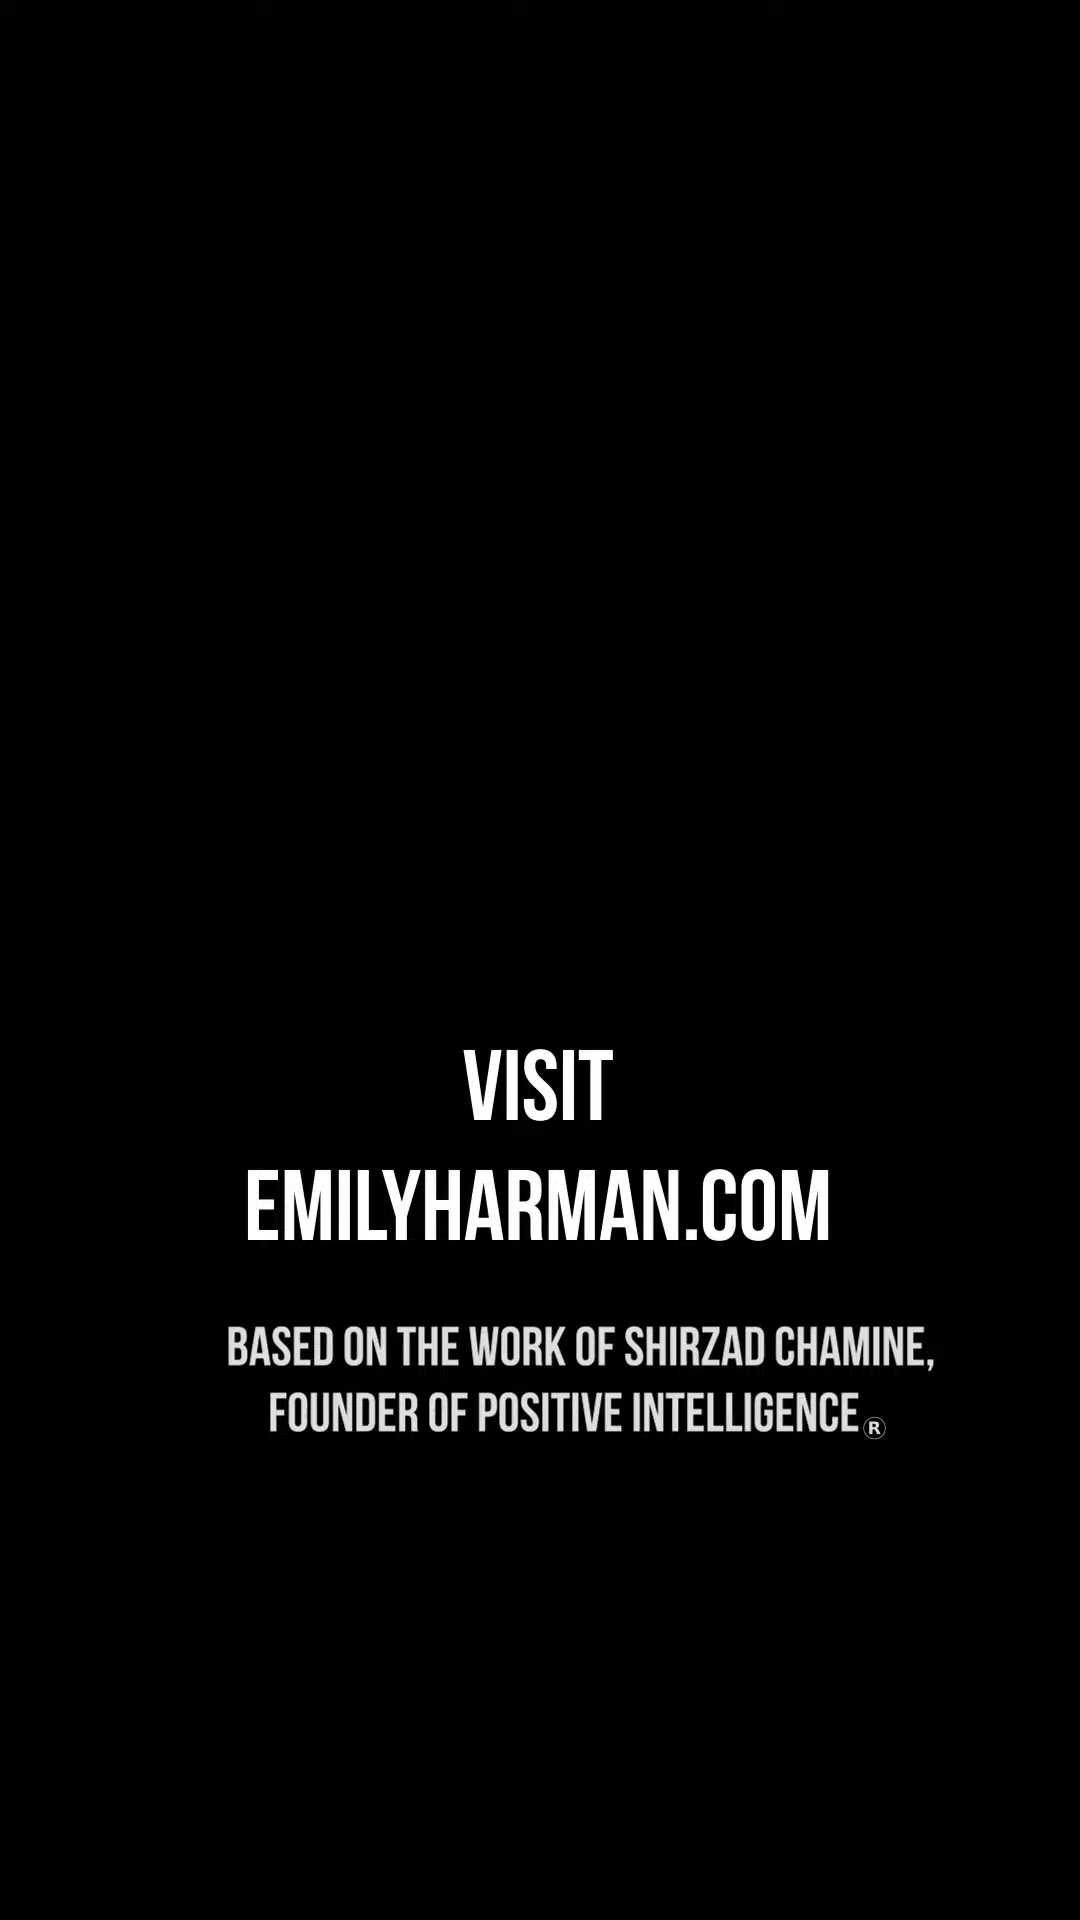 VISIT
EMILYHARMAN.COM
BASED ON THE WORK OF SHIRZAD CHAMINE,
FOUNDER OF POSITIVE INTELLIGENCE®